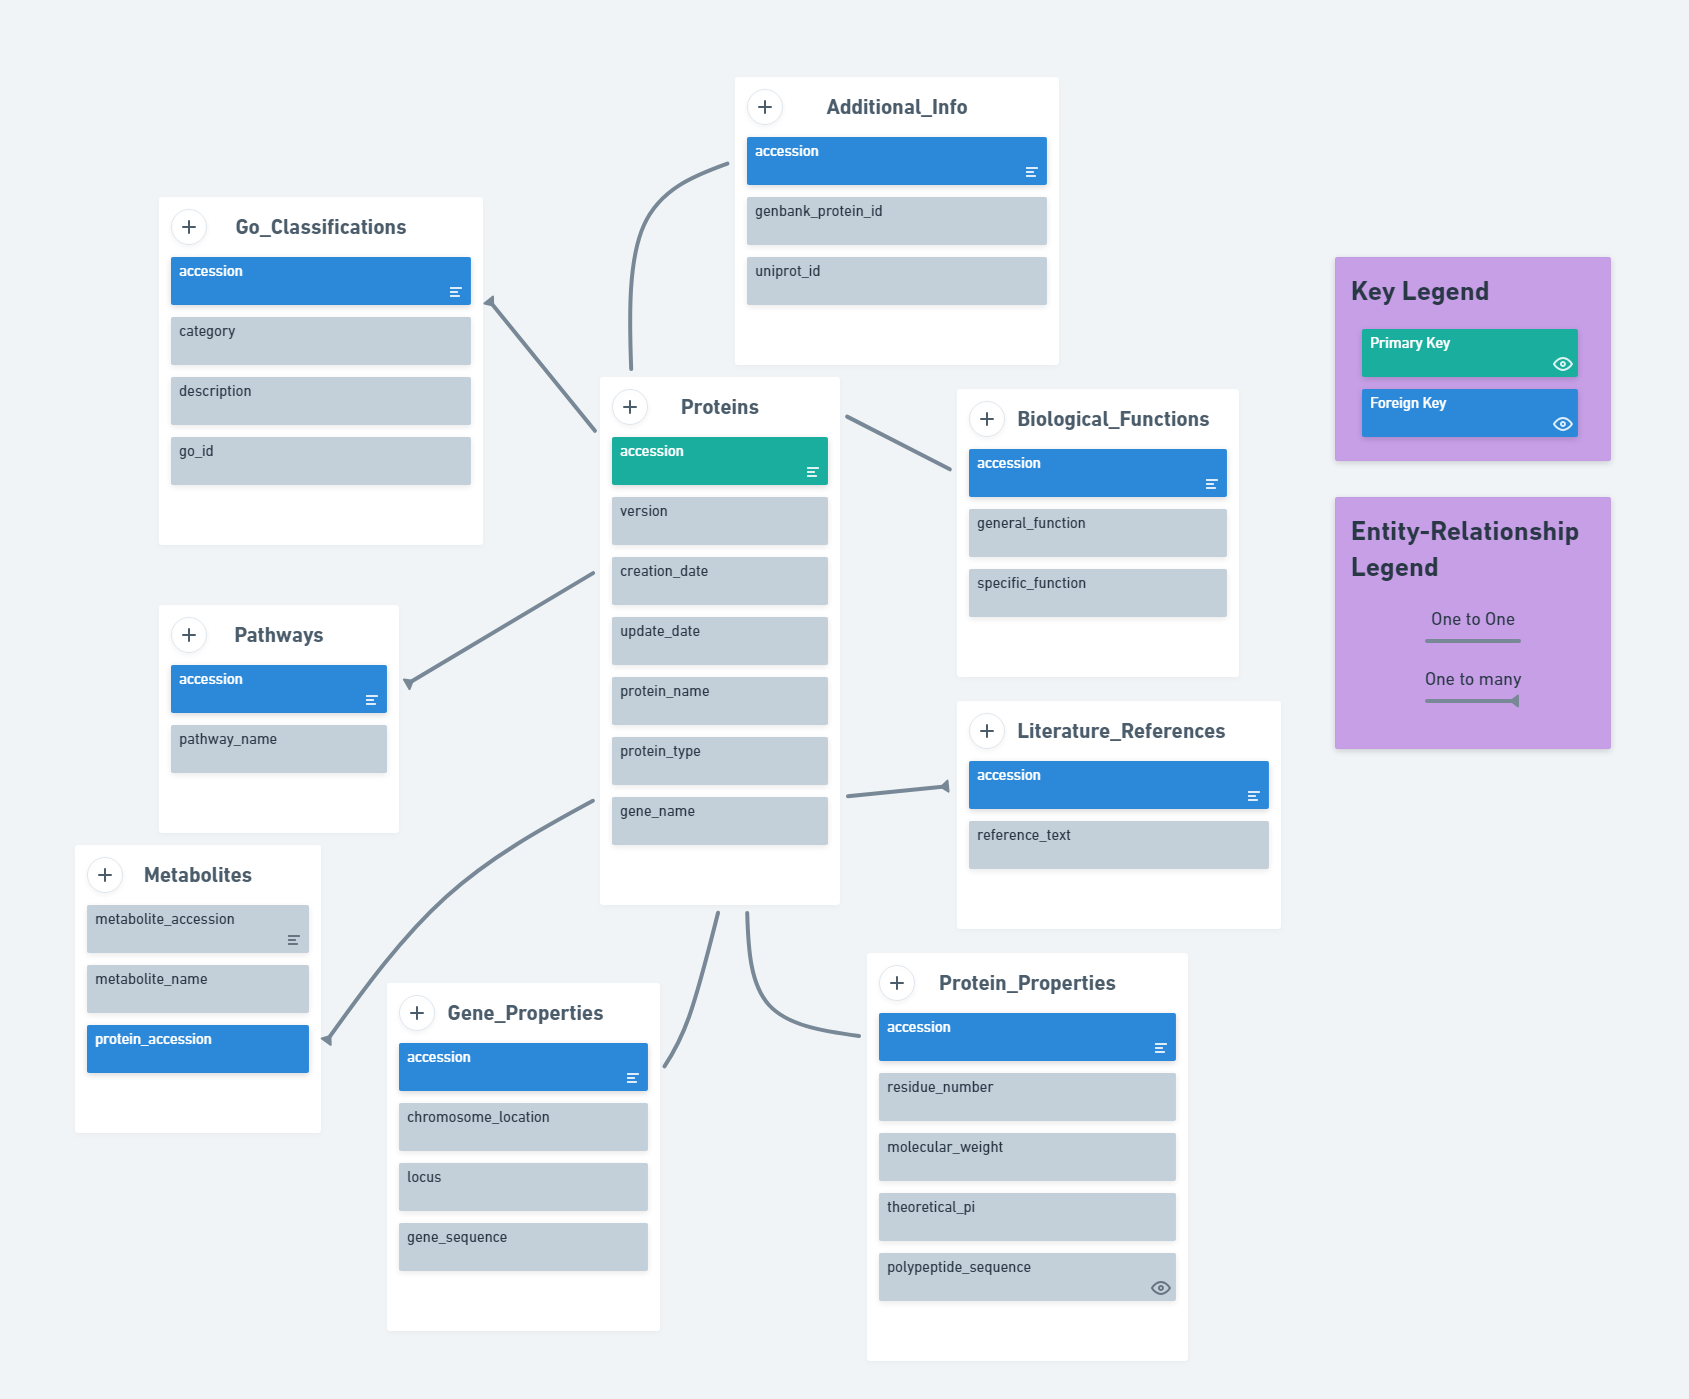 Additional_Info
accession
genbank_protein_id
uniprot_id
Go_Classifications
accession
category
description
go_id
Proteins
accession
version
creation_date
update_date
protein_name
protein_type
gene_name
Biological_Functions
accession
general_function
specific_function
Key Legend
Primary Key
Foreign Key
Entity-Relationship
Legend
One to One
One to many
Pathways
accession
pathway_name
Literature_References
accession
reference_text
Metabolites
metabolite_accession
metabolite_name
protein_accession
Gene_Properties
accession
chromosome_location
locus
gene_sequence
Protein_Properties
accession
residue_number
molecular_weight
theoretical_pi
polypeptide_sequence